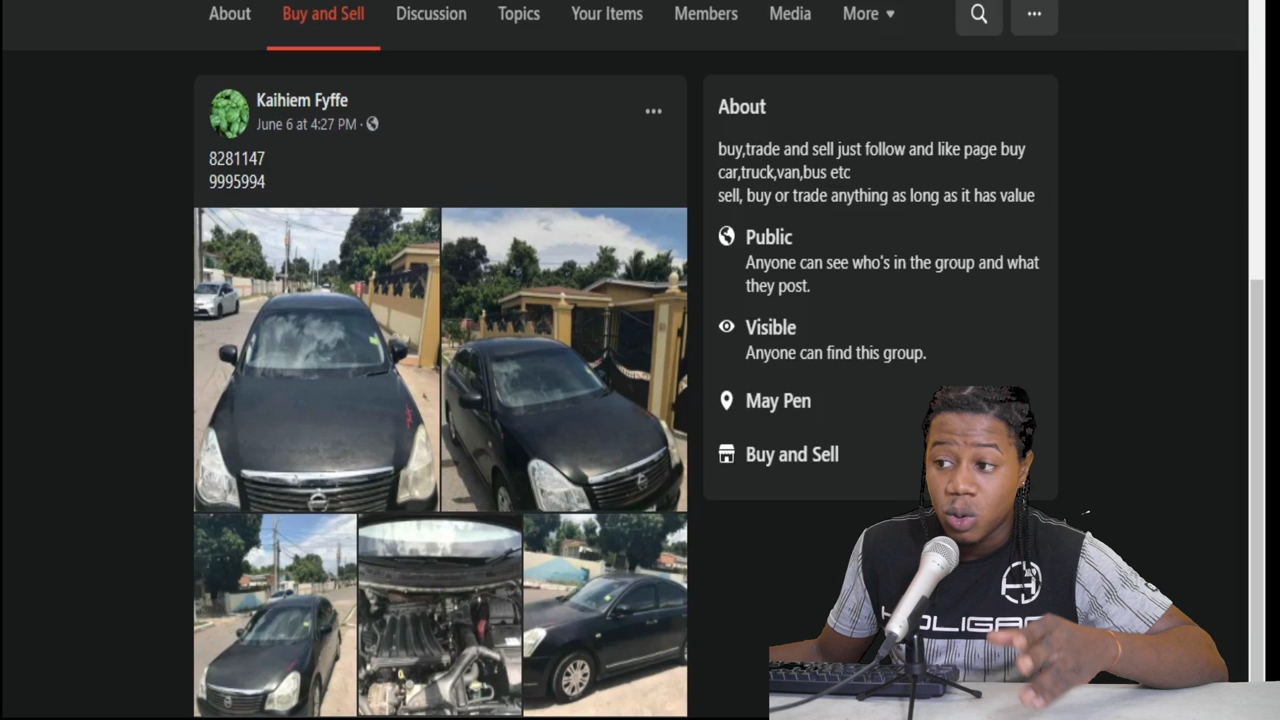 About
Buy and Sell
Discussion
Topics
Your Items
Members
Media
More
Kaihiem Fyffe
June 6 at 4:27 PM ·
8281147
9995994
About
buy,trade and sell just follow and like page buy
car,truck,van,bus etc
sell, buy or trade anything as long as it has value
Public
Anyone can see who's in the group and what
they post.
Visible
Anyone can find this group.
May Pen
Buy and Sell